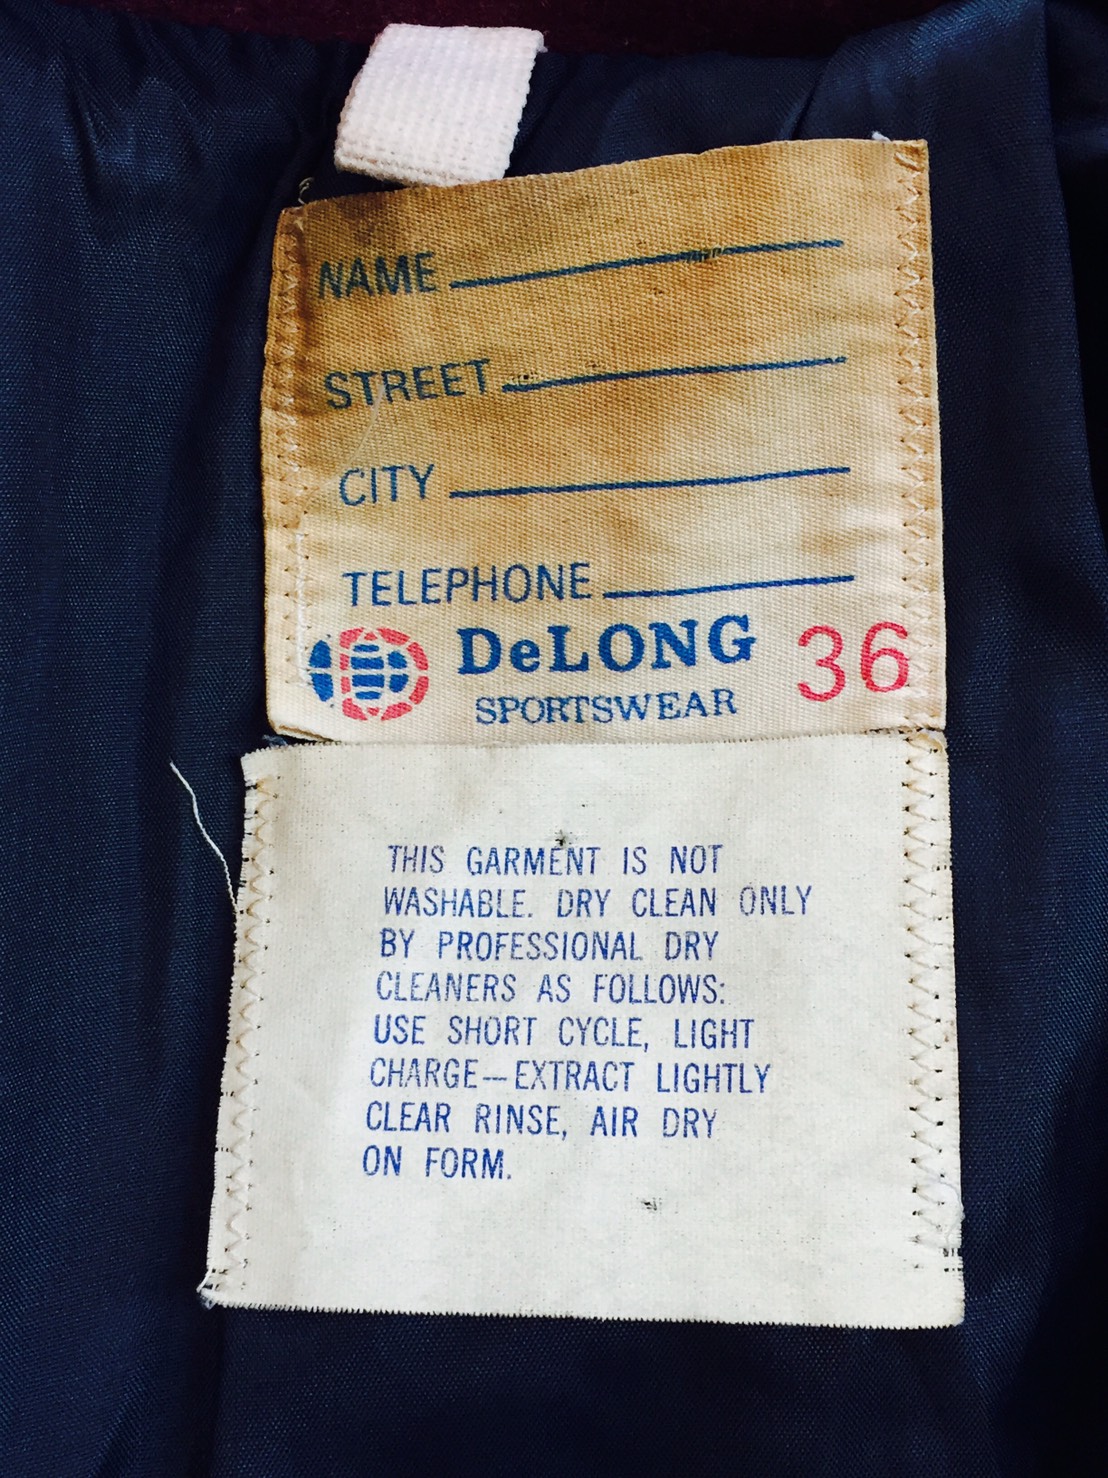 NAME
STREET
CITY
TELEPHONE
DeLONG 36
SPORTSWEAR
THIS GARMENT IS NOT
WASHABLE. DRY CLEAN ONLY
BY PROFESSIONAL DRY
CLEANERS AS FOLLOWS:
USE SHORT CYCLE, LIGHT
CHARGE—EXTRACT LIGHTLY
CLEAR RINSE, AIR DRY
ON FORM.